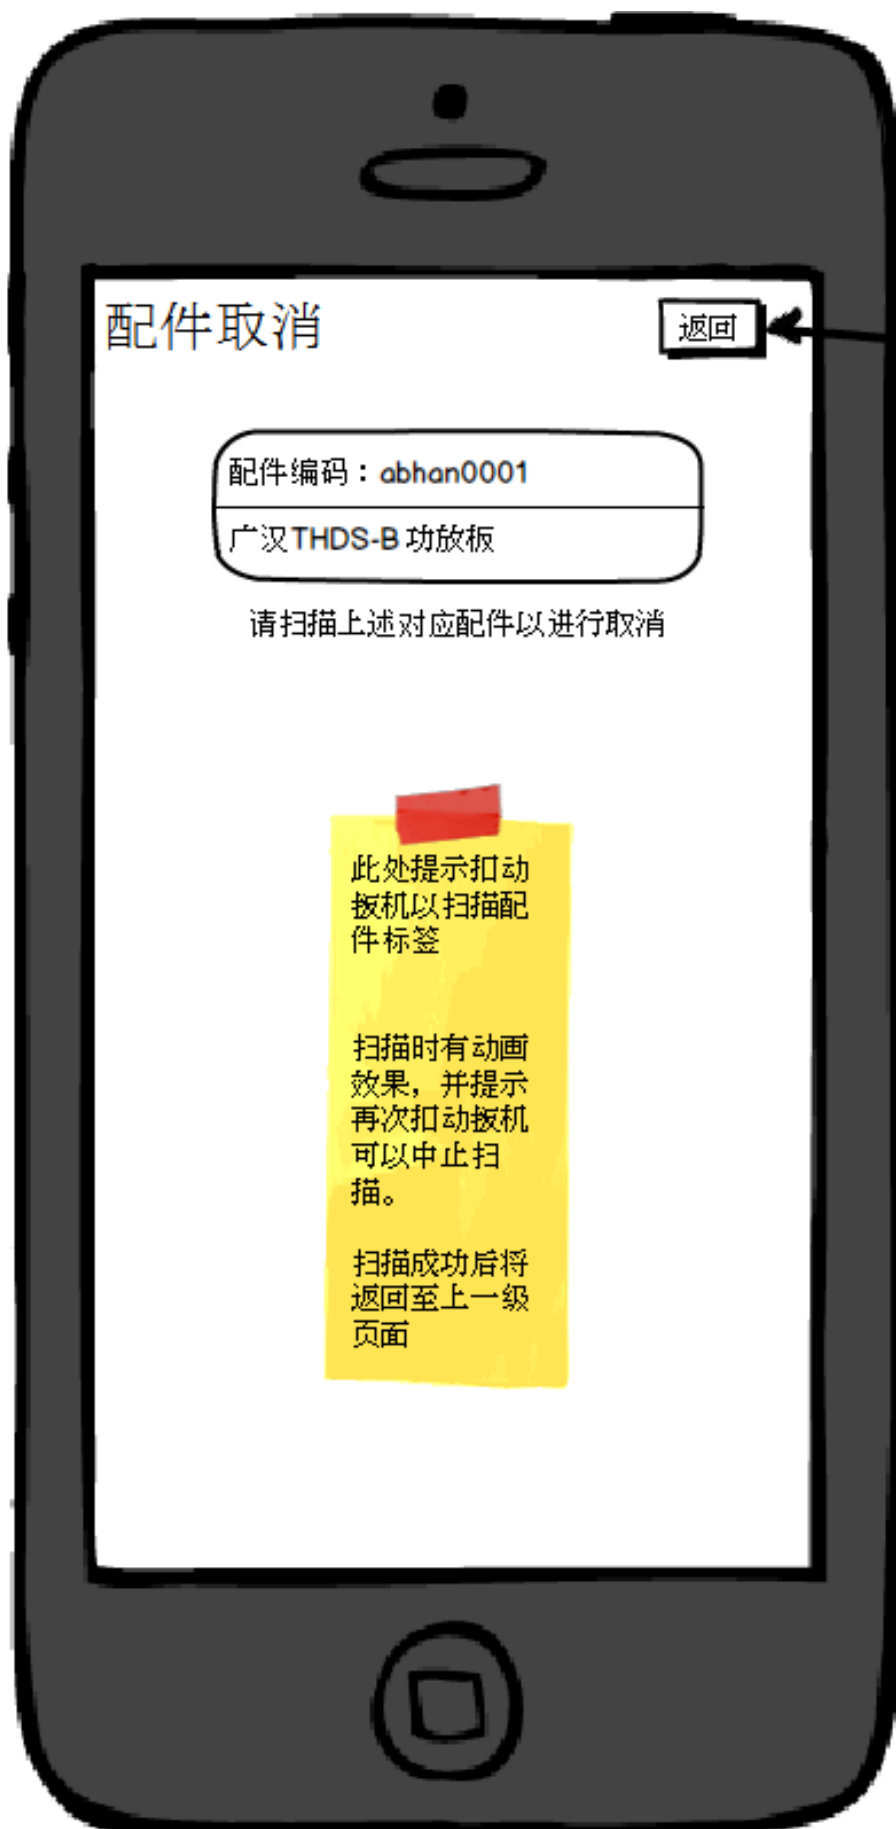 配件取消
返回
配件编码：abhan0001
广汉THDS-B 功放板
请扫描上述对应配件以进行取消
此处提示扣动
扳机以扫描配
件标签
扫描时有动画
效果，并提示
再次扣动扳机
可以中止扫
描。
扫描成功后将
返回至上一级
页面